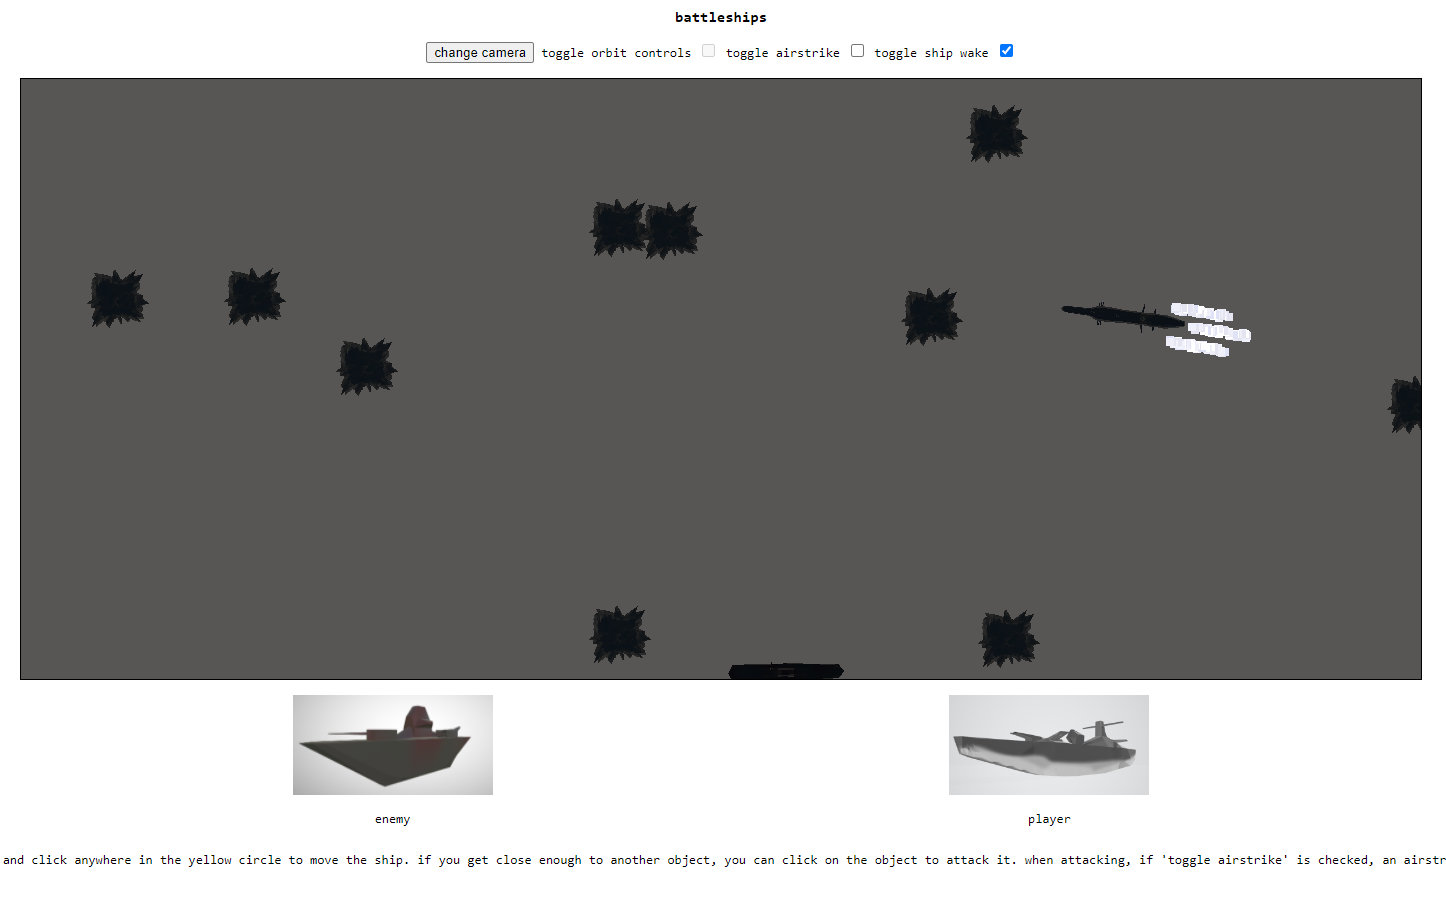 battleships
change camera toggle orbit controls toggle airstrike toggle ship wake
enemy
player
and click anywhere in the yellow circle to move the ship. if you get close enough to another object, you can click on the object to attack it. when attacking, if 'toggle airstrike' is checked, an airstr